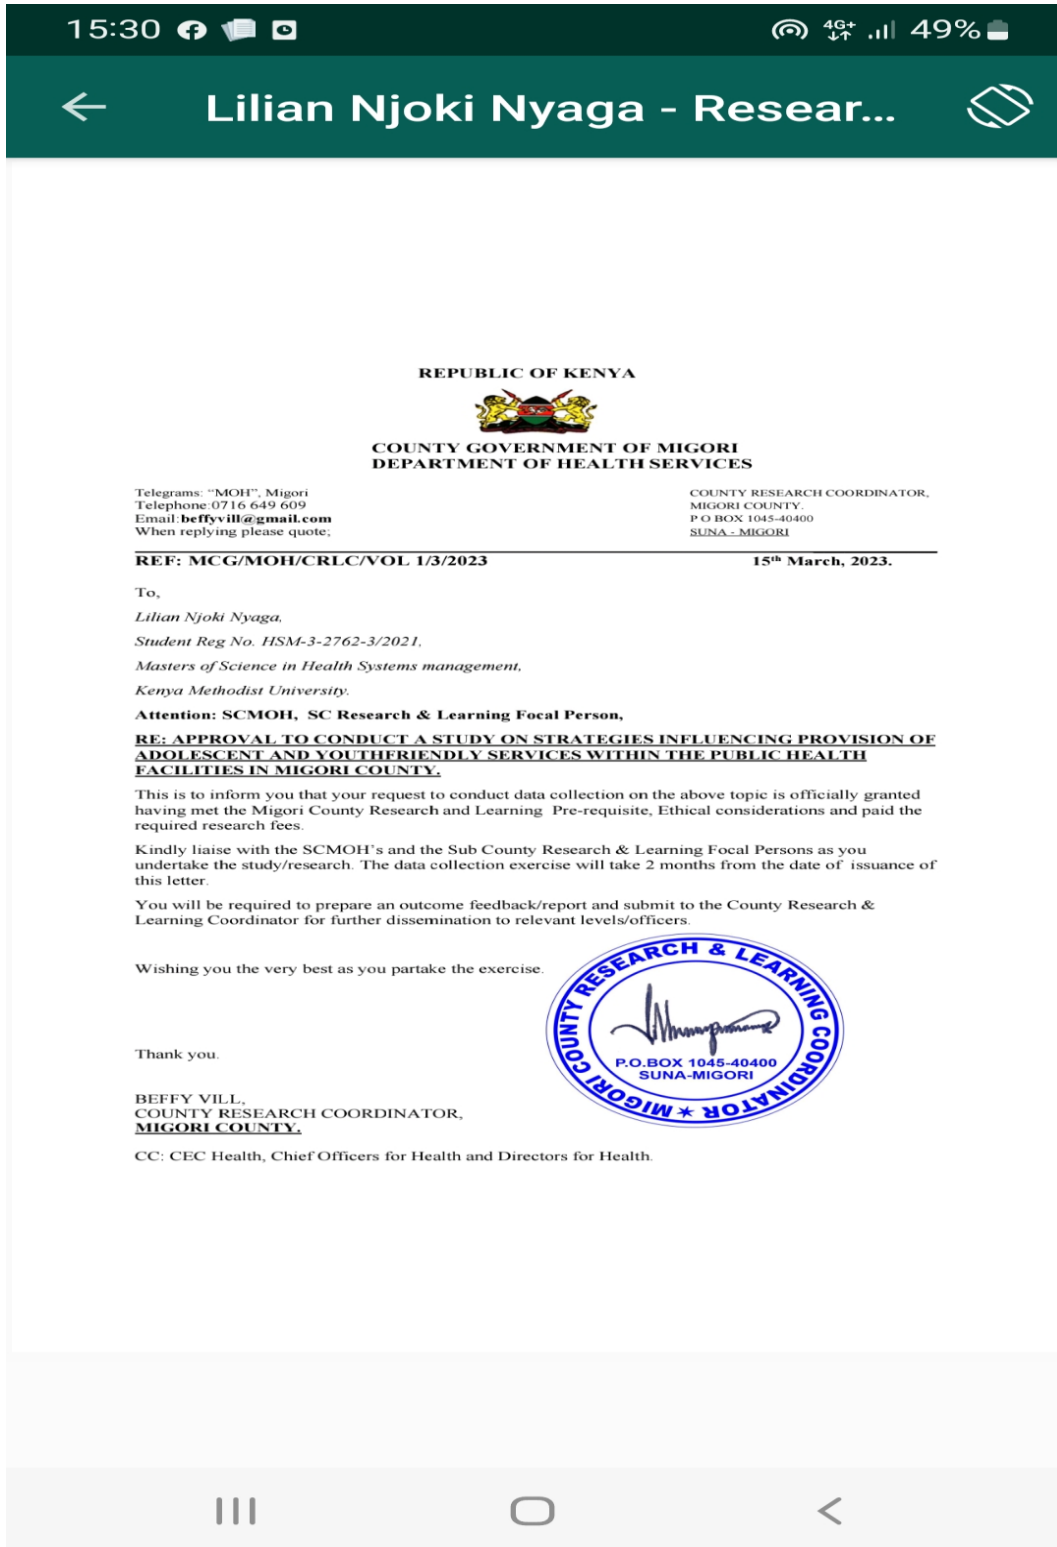 15:30
4G+
49%
Lilian Njoki Nyaga - Resear...
REPUBLIC OF KENYA
COUNTY GOVERNMENT OF MIGORI
DEPARTMENT OF HEALTH SERVICES
Telegrams: “MOH”, Migori
Telephone:0716 649 609
Email:beffyvill@gmail.com
When replying please quote;
COUNTY RESEARCH COORDINATOR,
MIGORI COUNTY.
P O BOX 1045-40400
SUNA - MIGORI
REF: MCG/MOH/CRLC/VOL 1/3/2023
15th March, 2023.
To,
Lilian Njoki Nyaga,
Student Reg No. HSM-3-2762-3/2021,
Masters of Science in Health Systems management,
Kenya Methodist University.
Attention: SCMOH, SC Research & Learning Focal Person,
RE: APPROVAL TO CONDUCT A STUDY ON STRATEGIES INFLUENCING PROVISION OF
ADOLESCENT AND YOUTHFRIENDLY SERVICES WITHIN THE PUBLIC HEALTH
FACILITIES IN MIGORI COUNTY.
This is to inform you that your request to conduct data collection on the above topic is officially granted
having met the Migori County Research and Learning Pre-requisite, Ethical considerations and paid the
required research fees.
Kindly liaise with the SCMOH’s and the Sub County Research & Learning Focal Persons as you
undertake the study/research. The data collection exercise will take 2 months from the date of issuance of
this letter.
You will be required to prepare an outcome feedback/report and submit to the County Research &
Learning Coordinator for further dissemination to relevant levels/officers.
Wishing you the very best as you partake the exercise.
MIGORI COUNTY RESEARCH & LEARNING COORDINATOR
P.O.BOX 1045-40400
SUNA-MIGORI
Thank you.
BEFFY VILL,
COUNTY RESEARCH COORDINATOR,
MIGORI COUNTY.
CC: CEC Health, Chief Officers for Health and Directors for Health.